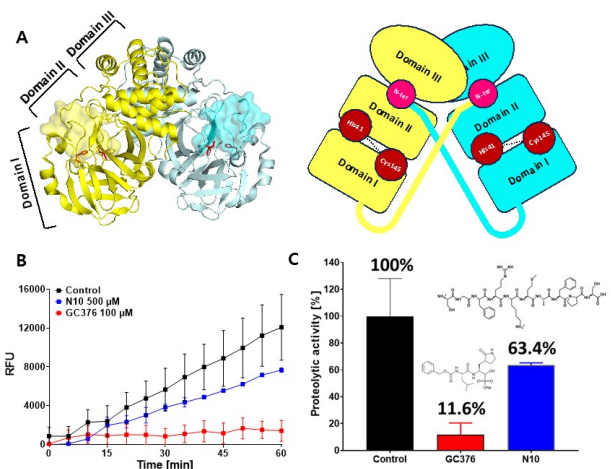 A
Domain III
Domain II
Domain I
Domain III
Domain III
N-ter
N-ter
Domain II
Domain II
His41
Cys145
His41
Cys145
Domain I
Domain I
B
Control
N10 500 µM
GC376 100 µM
RFU
16000
12000
8000
4000
0
0
15
30
45
60
Time [min]
C
Proteolytic activity [%]
140
120
100
80
60
40
20
0
100%
11.6%
63.4%
Control
GC376
N10